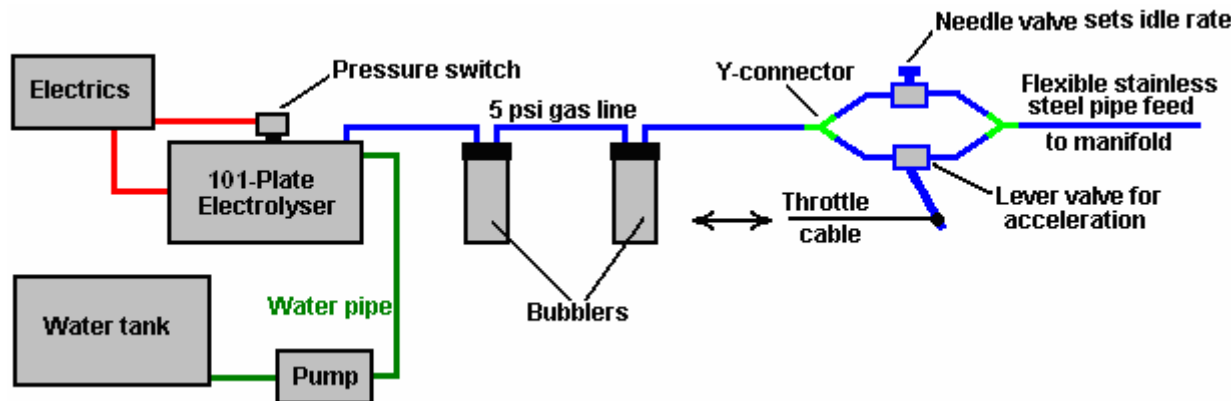 Needle valve sets idle rate
Electrics
Pressure switch
Y-connector
5 psi gas line
Flexible stainless
steel pipe feed
to manifold
101-Plate
Electrolyser
Throttle
cable
Lever valve for
acceleration
Water pipe
Bubblers
Water tank
Pump